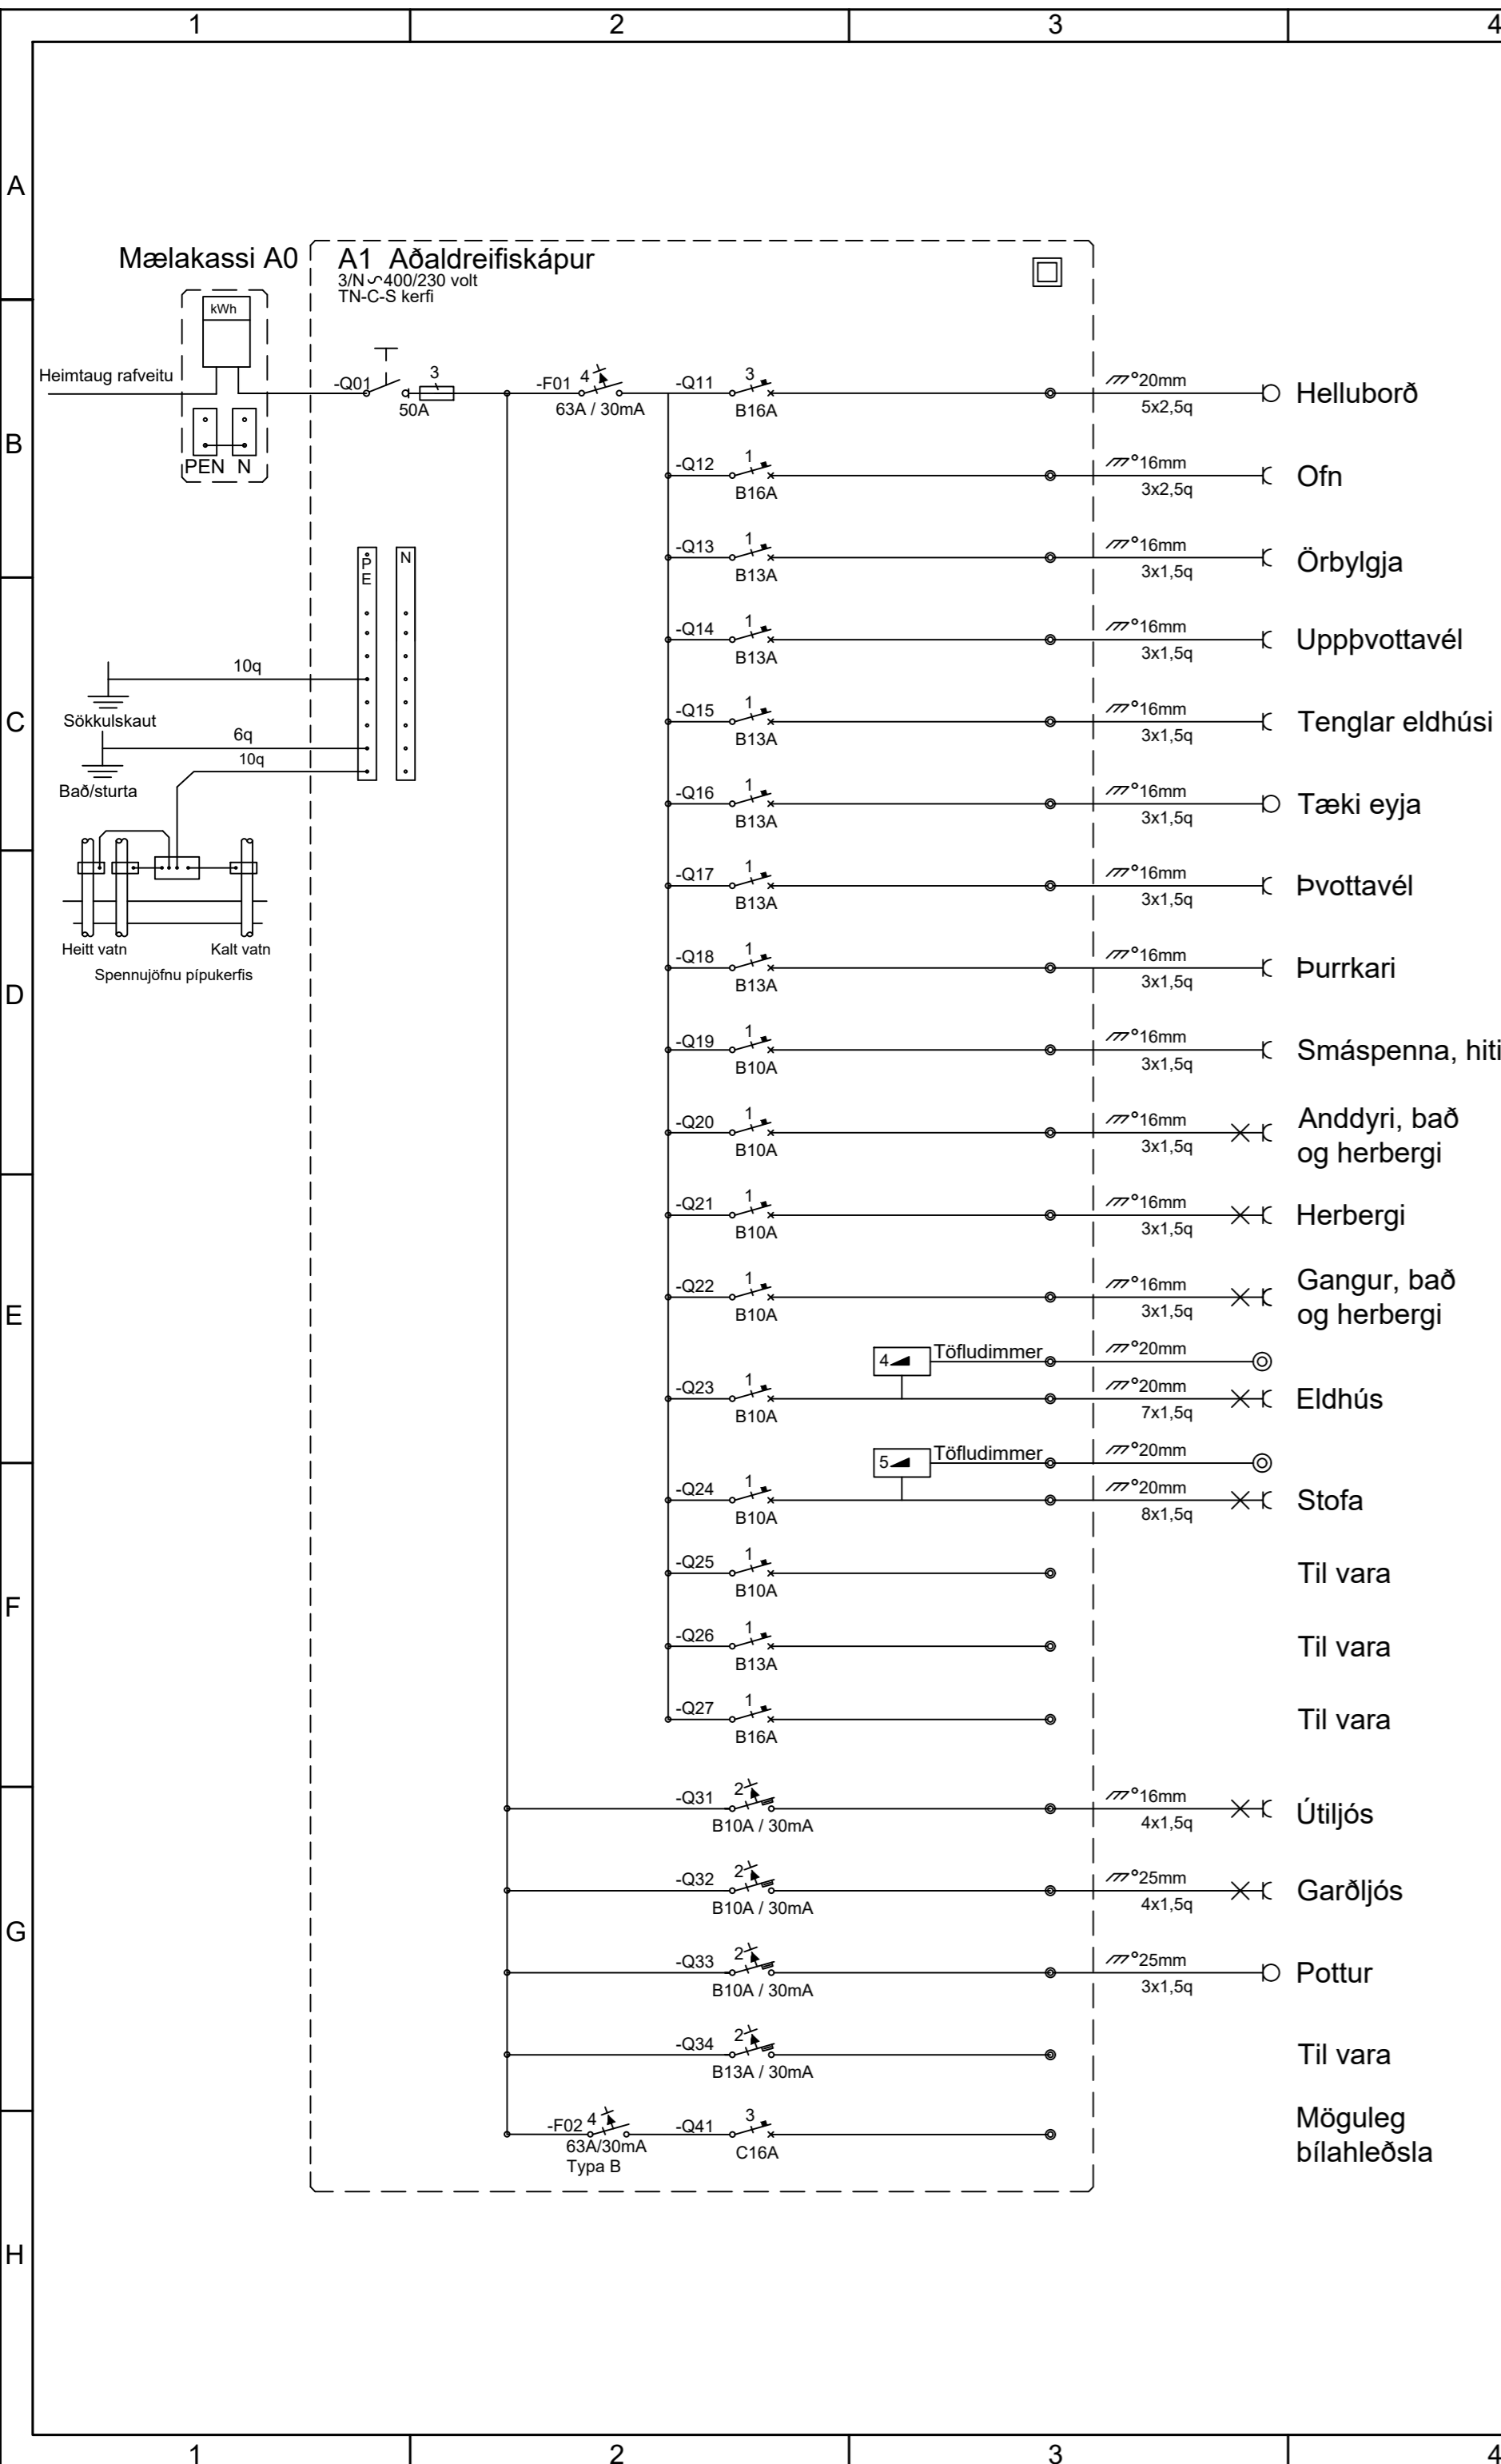 1 2 3 4
A
Mælakassi A0
A1 Aðaldreifiskápur
3/N 400/230 volt
TN-C-S kerfi
kWh
Heimtaug rafveitu
PEN N
B
-Q01
3
50A
-F01 4
63A / 30mA
-Q11 3
B16A
20mm
5x2,5q
Helluborð
-Q12 1
B16A
16mm
3x2,5q
Ofn
-Q13 1
B13A
16mm
3x1,5q
Örbylgja
PE
N
-Q14 1
B13A
16mm
3x1,5q
Uppþvottavél
C
10q
Sökkulskaut
6q
10q
Bað/sturta
-Q15 1
B13A
16mm
3x1,5q
Tenglar eldhúsi
-Q16 1
B13A
16mm
3x1,5q
Tæki eyja
-Q17 1
B13A
16mm
3x1,5q
Þvottavél
Heitt vatn
Kalt vatn
Spennujöfnu pípukerfis
D
-Q18 1
B13A
16mm
3x1,5q
Þurrkari
-Q19 1
B10A
16mm
3x1,5q
Smáspenna, hiti
-Q20 1
B10A
16mm
3x1,5q
Anddyri, bað
og herbergi
-Q21 1
B10A
16mm
3x1,5q
Herbergi
E
-Q22 1
B10A
16mm
3x1,5q
Gangur, bað
og herbergi
4
Töfludimmer
20mm
-Q23 1
B10A
20mm
7x1,5q
Eldhús
5
Töfludimmer
20mm
-Q24 1
B10A
20mm
8x1,5q
Stofa
F
-Q25 1
B10A
Til vara
-Q26 1
B13A
Til vara
-Q27 1
B16A
Til vara
-Q31 2
B10A / 30mA
16mm
4x1,5q
Útiljós
G
-Q32 2
B10A / 30mA
25mm
4x1,5q
Garðljós
-Q33 2
B10A / 30mA
25mm
3x1,5q
Pottur
-Q34 2
B13A / 30mA
Til vara
-F02 4
63A/30mA
Typa B
-Q41 3
C16A
Möguleg
bílahleðsla
H
1 2 3 4